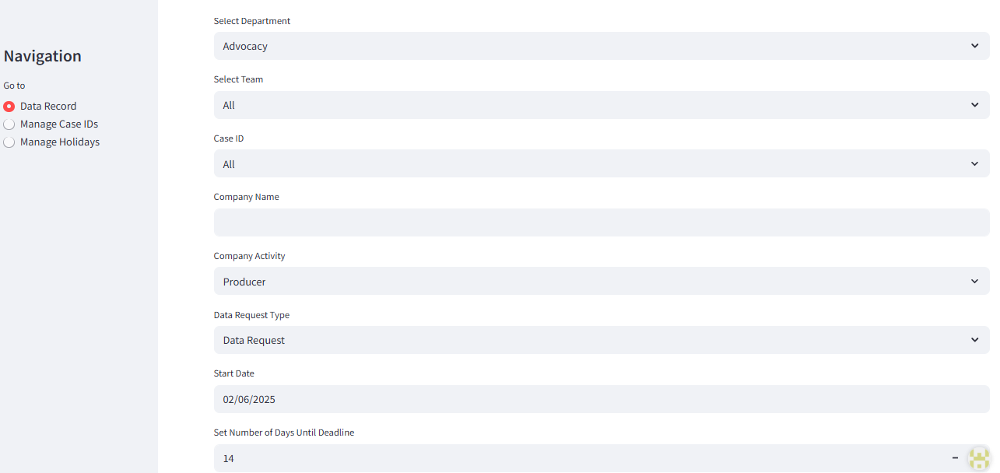 Navigation
Go to
Data Record
Manage Case IDs
Manage Holidays
Select Department
Advocacy
Select Team
All
Case ID
All
Company Name
Company Activity
Producer
Data Request Type
Data Request
Start Date
02/06/2025
Set Number of Days Until Deadline
14